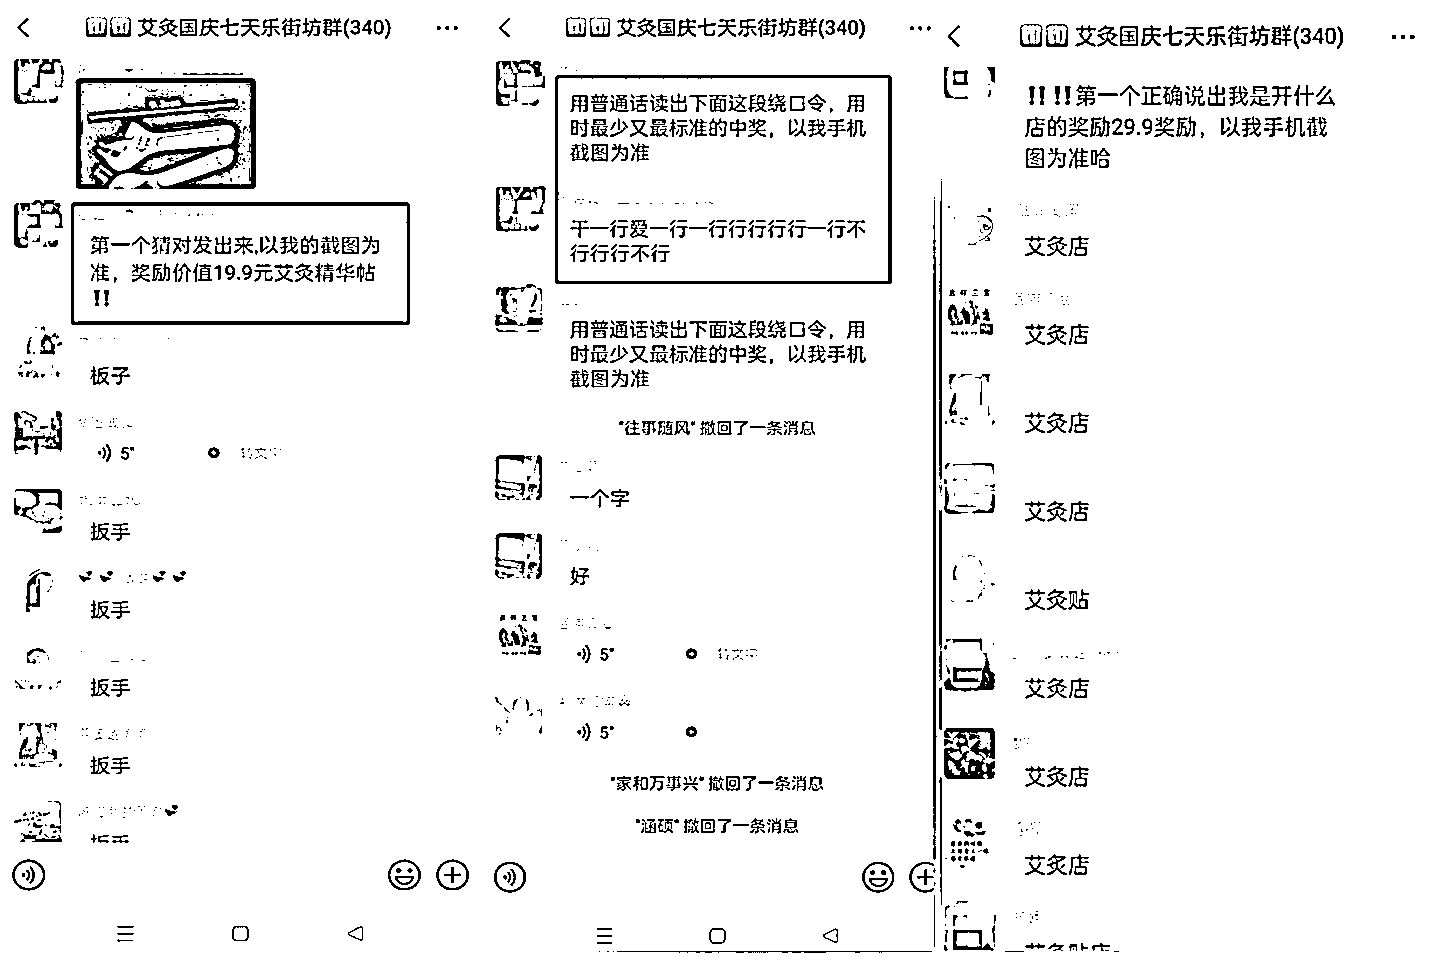 艾灸国庆七天乐街坊群(340)
第一个猜对发出来,以我的截图为
准，奖励价值19.9元艾灸精华帖
‼
板子
5"
转文字
扳手
扳手
扳手
扳手
扳手
艾灸国庆七天乐街坊群(340)
用普通话读出下面这段绕口令，用
时最少又最标准的中奖，以我手机
截图为准
干一行爱一行一行行行行行一行不
行行行不行
用普通话读出下面这段绕口令，用
时最少又最标准的中奖，以我手机
截图为准
"往事随风" 撤回了一条消息
一个字
好
5"
转文字
5"
"家和万事兴" 撤回了一条消息
"涵硕" 撤回了一条消息
艾灸国庆七天乐街坊群(340)
‼‼第一个正确说出我是开什么
店的奖励29.9奖励，以我手机截
图为准哈
艾灸店
艾灸店
艾灸店
艾灸店
艾灸贴
艾灸店
艾灸店
艾灸店
艾灸贴店